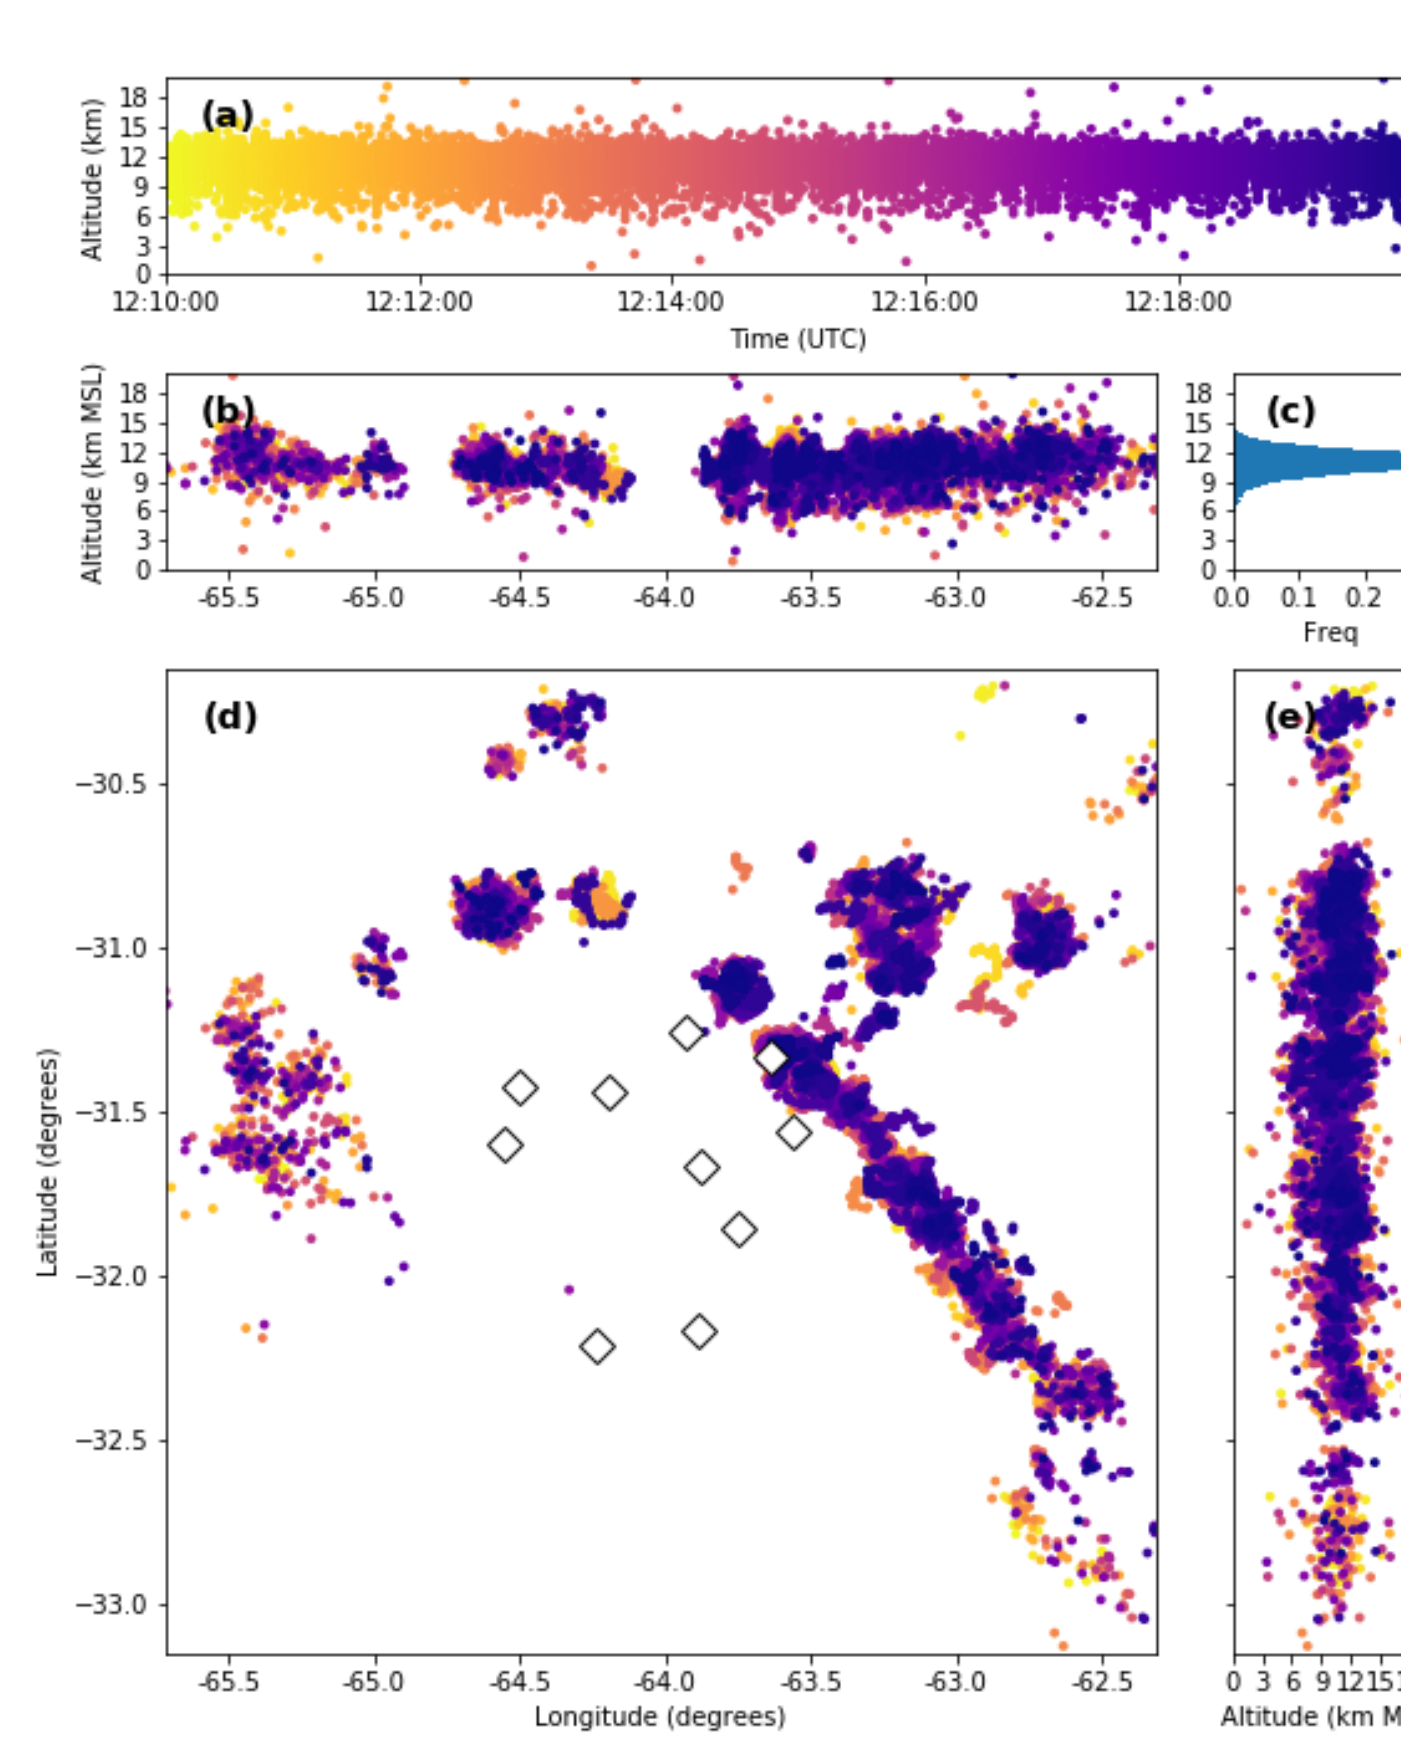 (a)
Altitude (km)
18
15
12
9
6
3
0
12:10:00 12:12:00 12:14:00 12:16:00 12:18:00
Time (UTC)
(b)
Altitude (km MSL)
18
15
12
9
6
3
0
-65.5 -65.0 -64.5 -64.0 -63.5 -63.0 -62.5
(c)
18
15
12
9
6
3
0
0.0 0.1 0.2
Freq
(d)
Latitude (degrees)
−30.5
−31.0
−31.5
−32.0
−32.5
−33.0
-65.5 -65.0 -64.5 -64.0 -63.5 -63.0 -62.5
Longitude (degrees)
(e)
0 3 6 9 12 15
Altitude (km M